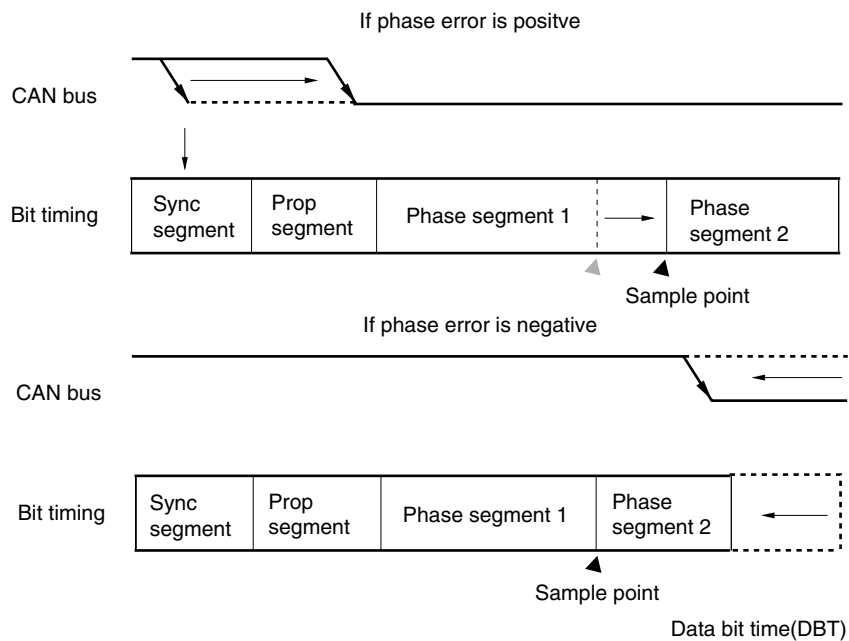 If phase error is positve
CAN bus
Bit timing
Sync
segment
Prop
segment
Phase segment 1
Phase
segment 2
Sample point
If phase error is negative
CAN bus
Bit timing
Sync
segment
Prop
segment
Phase segment 1
Phase
segment 2
Sample point
Data bit time(DBT)